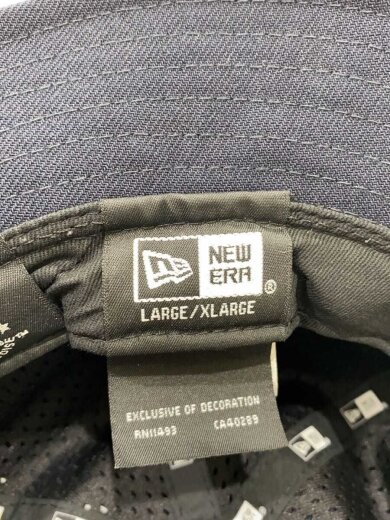 NEW
ERA
®
LARGE/XLARGE
EXCLUSIVE OF DECORATION
RN11493 CA40289